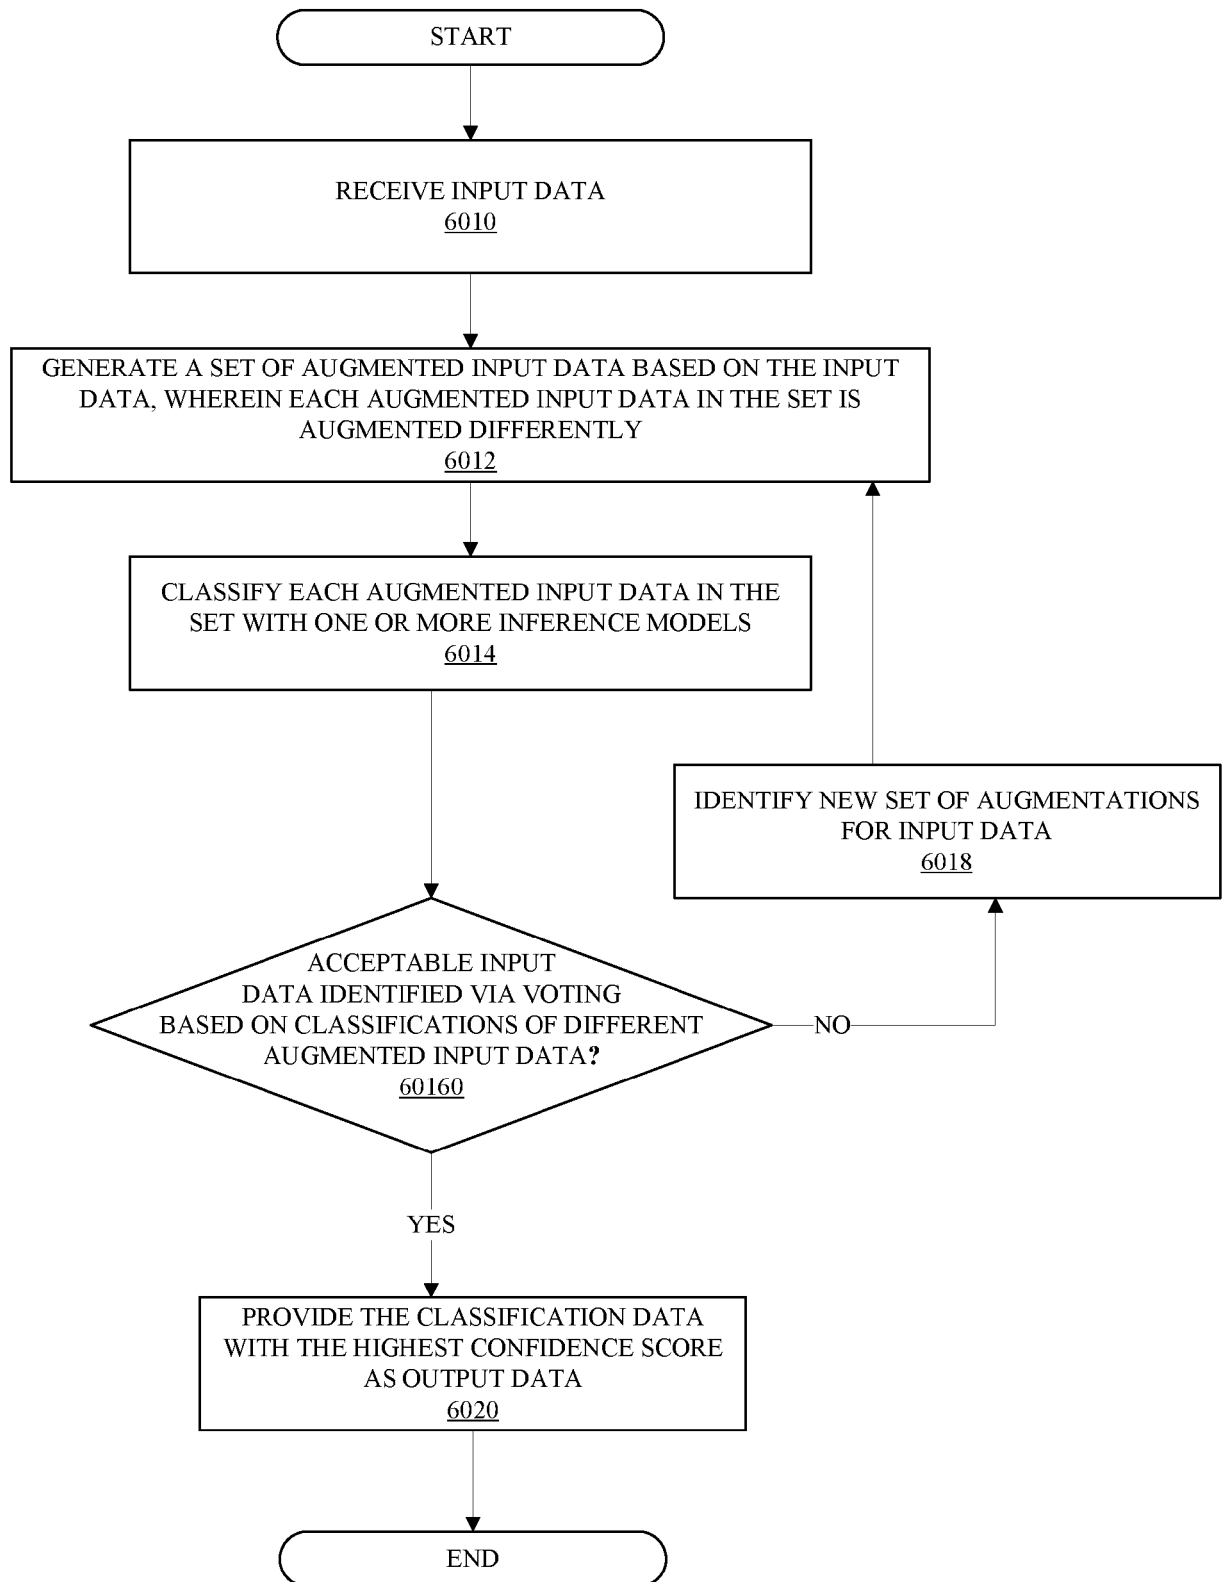 START
RECEIVE INPUT DATA
6010
GENERATE A SET OF AUGMENTED INPUT DATA BASED ON THE INPUT
DATA, WHEREIN EACH AUGMENTED INPUT DATA IN THE SET IS
AUGMENTED DIFFERENTLY
6012
CLASSIFY EACH AUGMENTED INPUT DATA IN THE
SET WITH ONE OR MORE INFERENCE MODELS
6014
IDENTIFY NEW SET OF AUGMENTATIONS
FOR INPUT DATA
6018
ACCEPTABLE INPUT
DATA IDENTIFIED VIA VOTING
BASED ON CLASSIFICATIONS OF DIFFERENT
AUGMENTED INPUT DATA?
60160
NO
YES
PROVIDE THE CLASSIFICATION DATA
WITH THE HIGHEST CONFIDENCE SCORE
AS OUTPUT DATA
6020
END